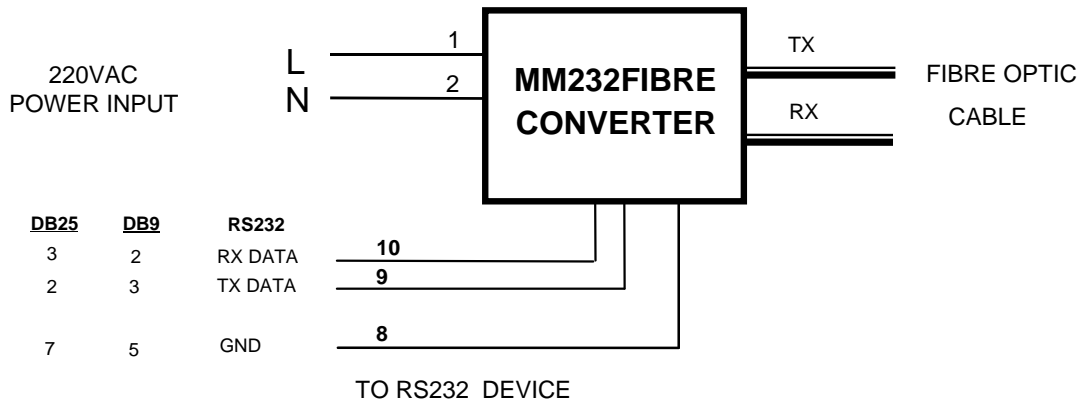 220VAC
POWER INPUT
L
N
1
2
MM232FIBRE
CONVERTER
TX
RX
FIBRE OPTIC
CABLE
DB25 DB9 RS232
3 2 RX DATA 10
2 3 TX DATA 9
7 5 GND 8
TO RS232 DEVICE